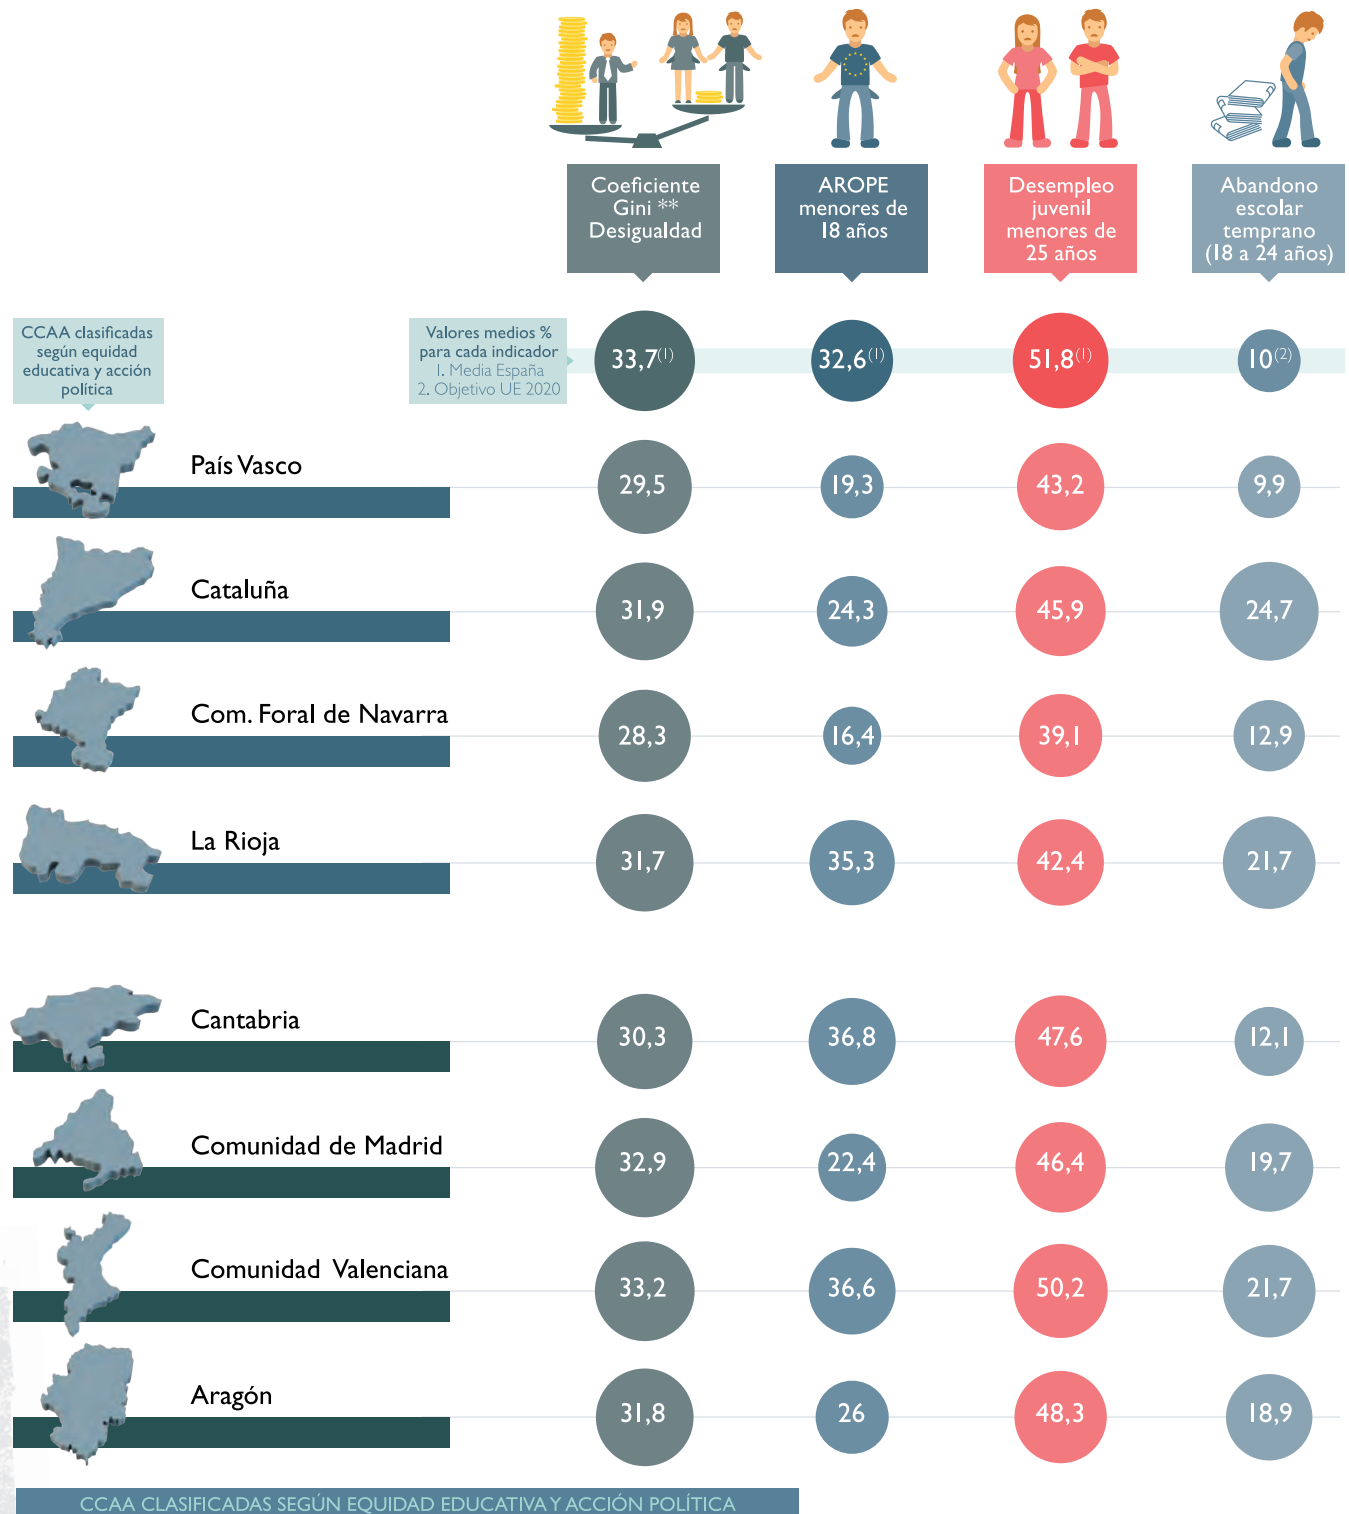 Coeficiente
Gini **
Desigualdad
AROPE
menores de
18 años
Desempleo
juvenil
menores de
25 años
Abandono
escolar
temprano
(18 a 24 años)
CCAA clasificadas
según equidad
educativa y acción
política
Valores medios %
para cada indicador
1. Media España
2. Objetivo UE 2020
33,7(1) 32,6(1) 51,8(1) 10(2)
País Vasco 29,5 19,3 43,2 9,9
Cataluña 31,9 24,3 45,9 24,7
Com. Foral de Navarra 28,3 16,4 39,1 12,9
La Rioja 31,7 35,3 42,4 21,7
Cantabria 30,3 36,8 47,6 12,1
Comunidad de Madrid 32,9 22,4 46,4 19,7
Comunidad Valenciana 33,2 36,6 50,2 21,7
Aragón 31,8 26 48,3 18,9
CCAA CLASIFICADAS SEGÚN EQUIDAD EDUCATIVA Y ACCIÓN POLÍTICA